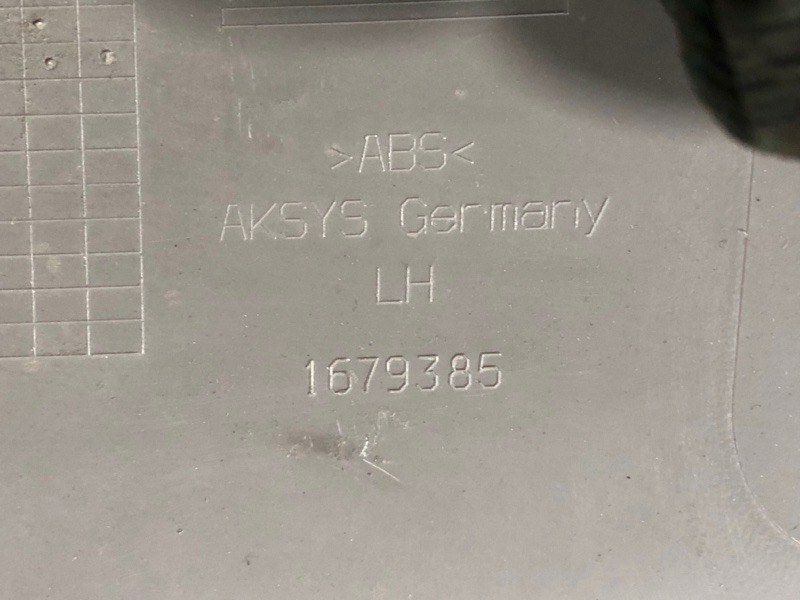 >ABS<
AKSYS Germany
LH
1679385